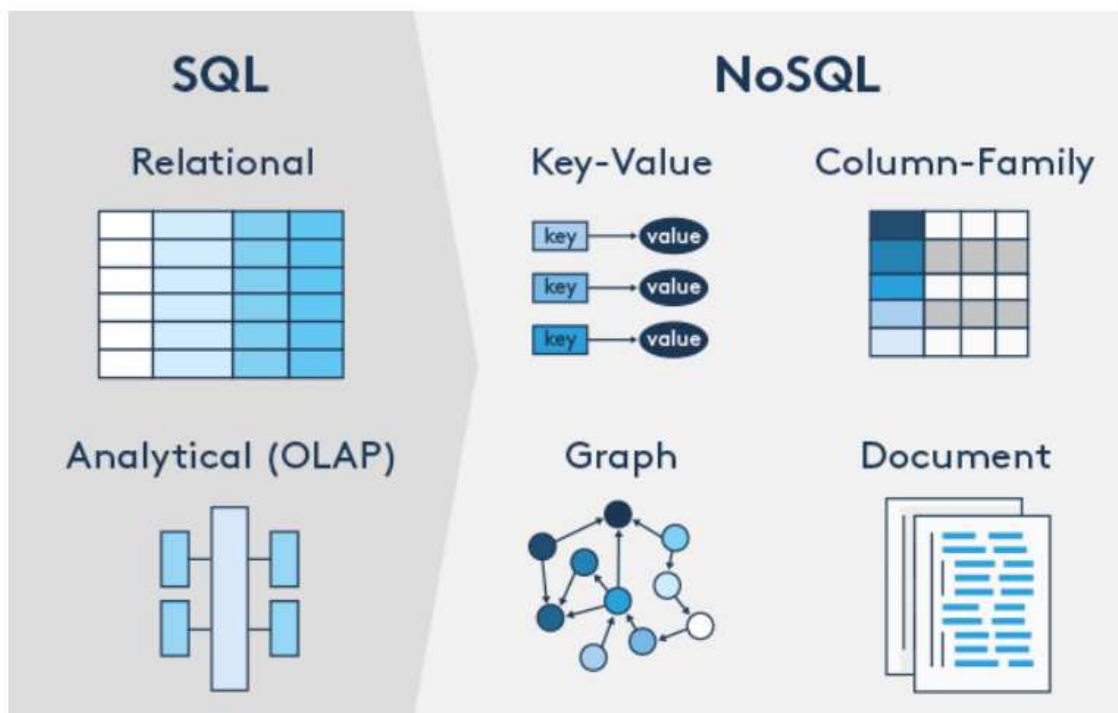 SQL
NoSQL
Relational
Key-Value
Column-Family
key value
key value
key value
Analytical (OLAP)
Graph
Document